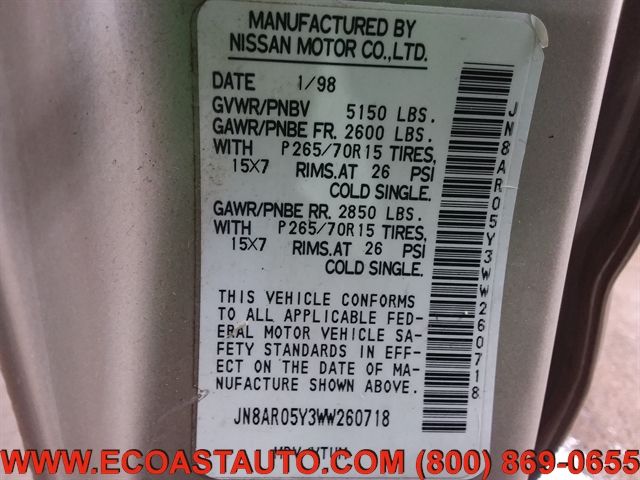 MANUFACTURED BY
NISSAN MOTOR CO.,LTD.
DATE 1/98
GVWR/PNBV 5150 LBS.
GAWR/PNBE FR. 2600 LBS.
WITH P265/70R15 TIRES,
15X7 RIMS.AT 26 PSI
COLD SINGLE.
GAWR/PNBE RR. 2850 LBS.
WITH P265/70R15 TIRES,
15X7 RIMS.AT 26 PSI
COLD SINGLE.
THIS VEHICLE CONFORMS
TO ALL APPLICABLE FED-
ERAL MOTOR VEHICLE SA-
FETY STANDARDS IN EFF-
ECT ON THE DATE OF MA-
NUFACTURE SHOWN ABOVE.
JN8AR05Y3WW260718
JN8AR05Y3WW260718
WWW.ECOASTAUTO.COM (800) 869-0655